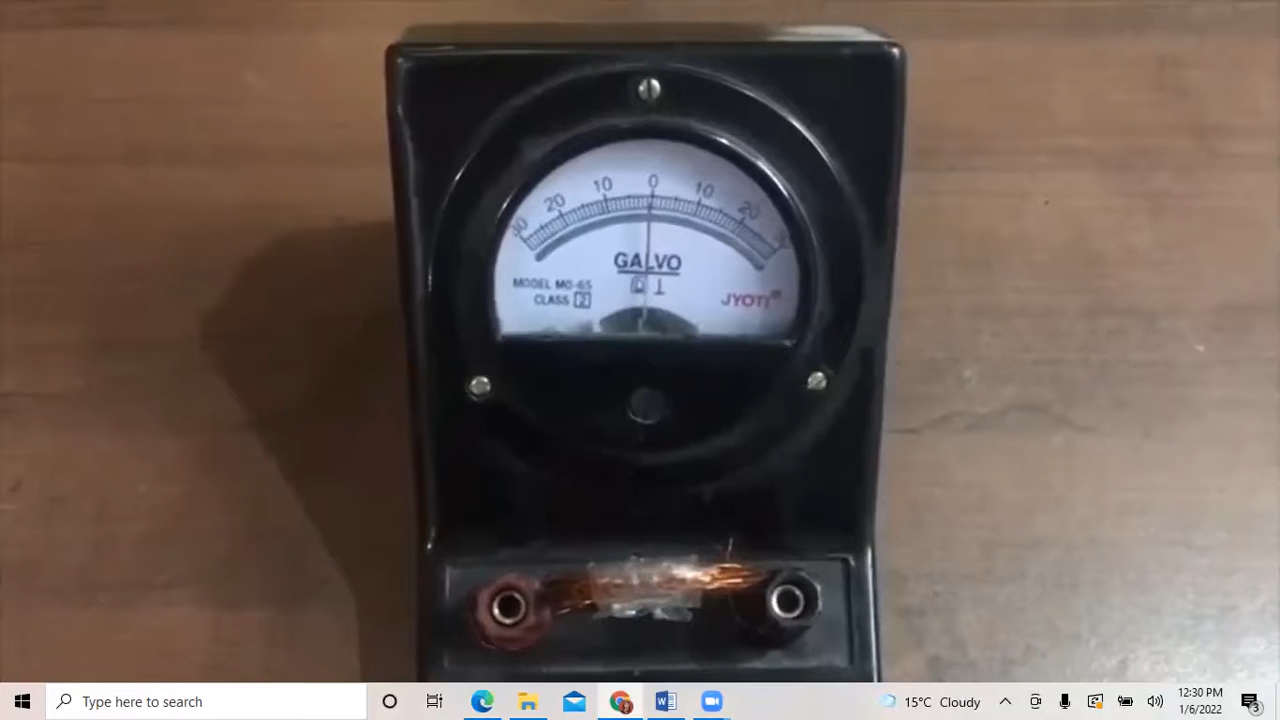 30 20 10 0 10 20
GALVO
MODEL MO-65
CLASS 2
JYOTI®
Type here to search
15°C Cloudy
12:30 PM
1/6/2022
3